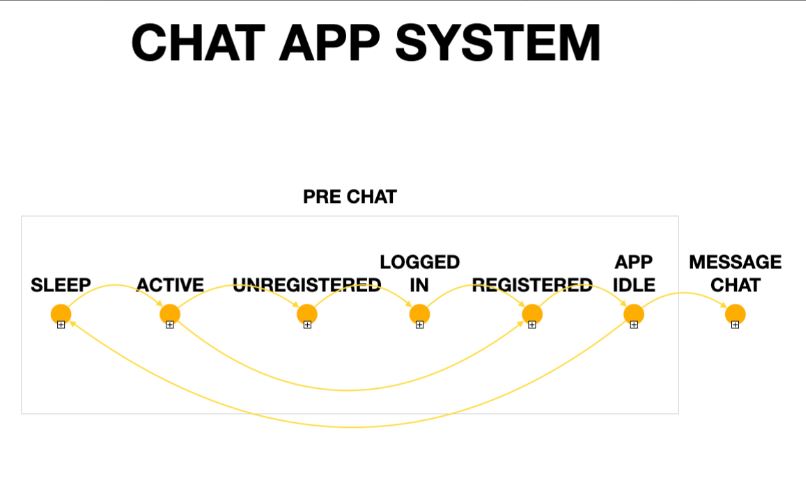 CHAT APP SYSTEM
PRE CHAT
SLEEP
ACTIVE
UNREGISTERED
LOGGED
IN
REGISTERED
APP
IDLE
MESSAGE
CHAT